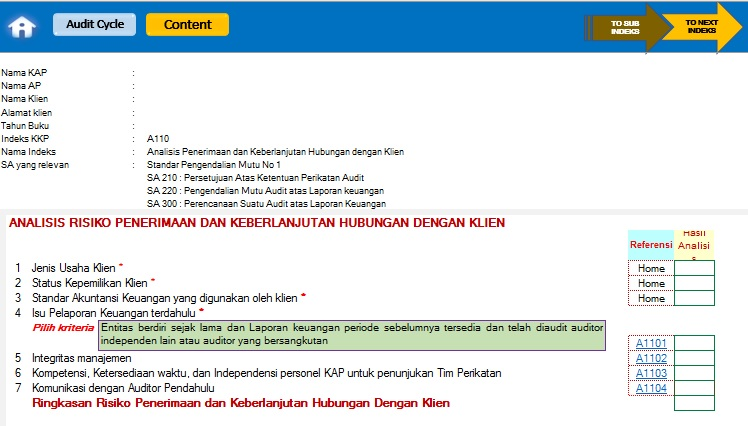 Audit Cycle
Content
TO SUB
INDEKS
TO NEXT
INDEKS
Nama KAP :
Nama AP :
Nama Klien :
Alamat klien :
Tahun Buku :
Indeks KKP : A110
Nama Indeks : Analisis Penerimaan dan Keberlanjutan Hubungan dengan Klien
SA yang relevan : Standar Pengendalian Mutu No 1
SA 210 : Persetujuan Atas Ketentuan Perikatan Audit
SA 220 : Pengendalian Mutu Audit atas Laporan keuangan
SA 300 : Perencanaan Suatu Audit atas Laporan Keuangan
ANALISIS RISIKO PENERIMAAN DAN KEBERLANJUTAN HUBUNGAN DENGAN KLIEN
Referensi
Hasil
Analisi
s
1 Jenis Usaha Klien * Home
2 Status Kepemilikan Klien * Home
3 Standar Akuntansi Keuangan yang digunakan oleh klien * Home
4 Isu Pelaporan Keuangan terdahulu *
Pilih kriteria Entitas berdiri sejak lama dan Laporan keuangan periode sebelumnya tersedia dan telah diaudit auditor
independen lain atau auditor yang bersangkutan
A1101
5 Integritas manajemen A1102
6 Kompetensi, Ketersediaan waktu, dan Independensi personel KAP untuk penunjukan Tim Perikatan A1103
7 Komunikasi dengan Auditor Pendahulu A1104
Ringkasan Risiko Penerimaan dan Keberlanjutan Hubungan Dengan Klien